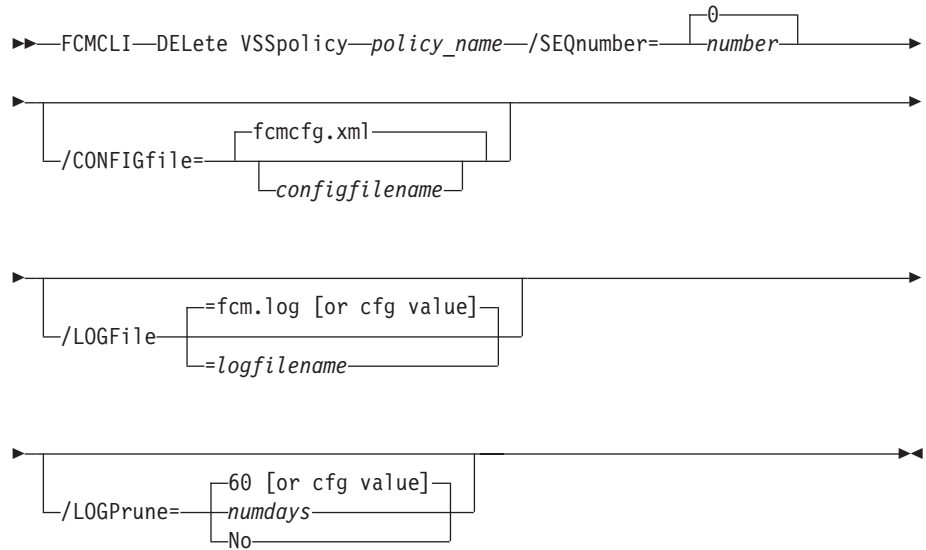 0
FCMCLI DELete VSSpolicy policy_name /SEQnumber= number
fcmcfg.xml
/CONFIGfile=
configfilename
=fcm.log [or cfg value]
/LOGFile
=logfilename
60 [or cfg value]
/LOGPrune= numdays
No